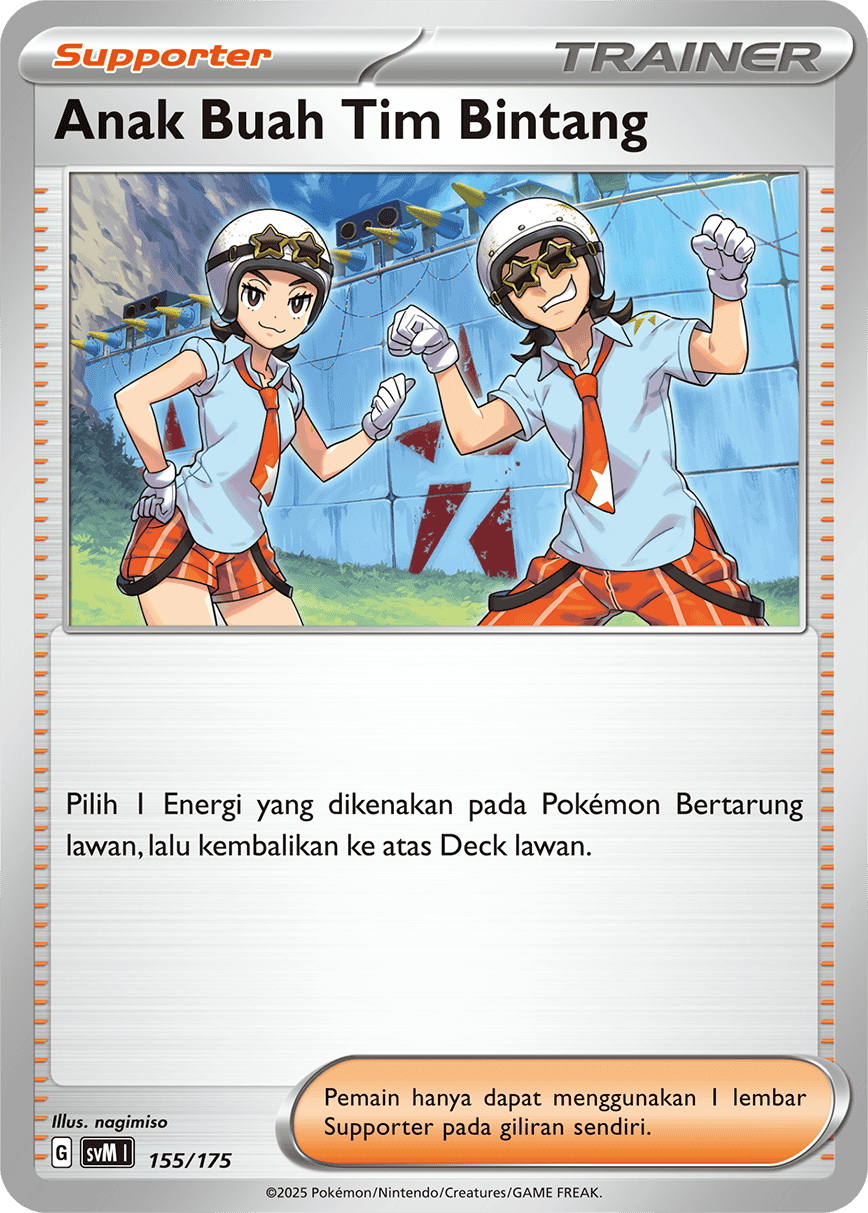 Supporter
TRAINER
Anak Buah Tim Bintang
Pilih 1 Energi yang dikenakan pada Pokémon Bertarung
lawan, lalu kembalikan ke atas Deck lawan.
Pemain hanya dapat menggunakan 1 lembar
Supporter pada giliran sendiri.
Illus. nagimiso
G svM I 155/175
©2025 Pokémon/Nintendo/Creatures/GAME FREAK.